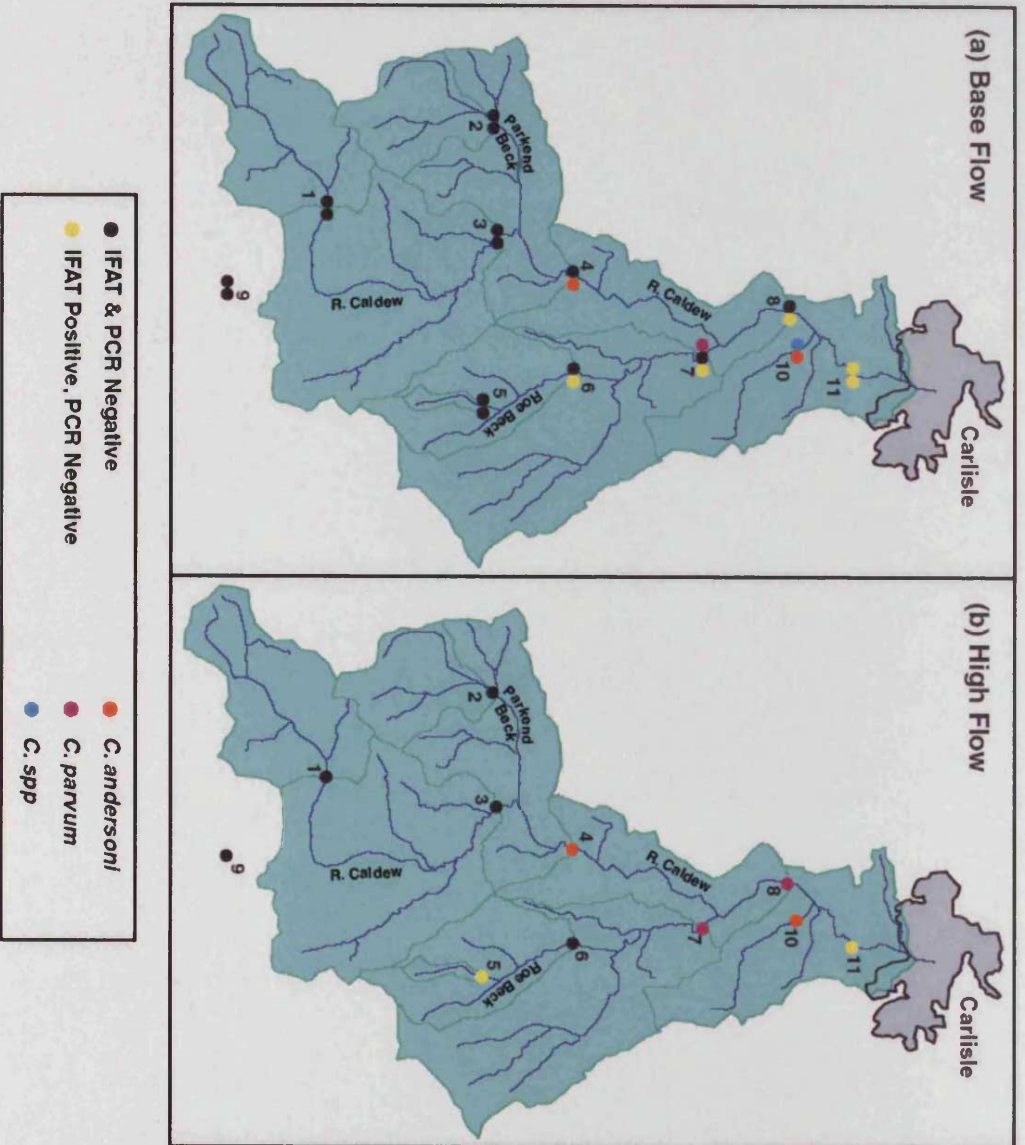 (a) Base Flow
Carlisle
11
10
8
7
R. Caldew
4
6
Roe Beck
5
3
Parkend
Beck
2
R. Caldew
1
9
(b) High Flow
Carlisle
11
10
8
7
R. Caldew
4
6
Roe Beck
5
3
Parkend
Beck
2
R. Caldew
1
9
IFAT & PCR Negative
IFAT Positive, PCR Negative
C. andersoni
C. parvum
C. spp